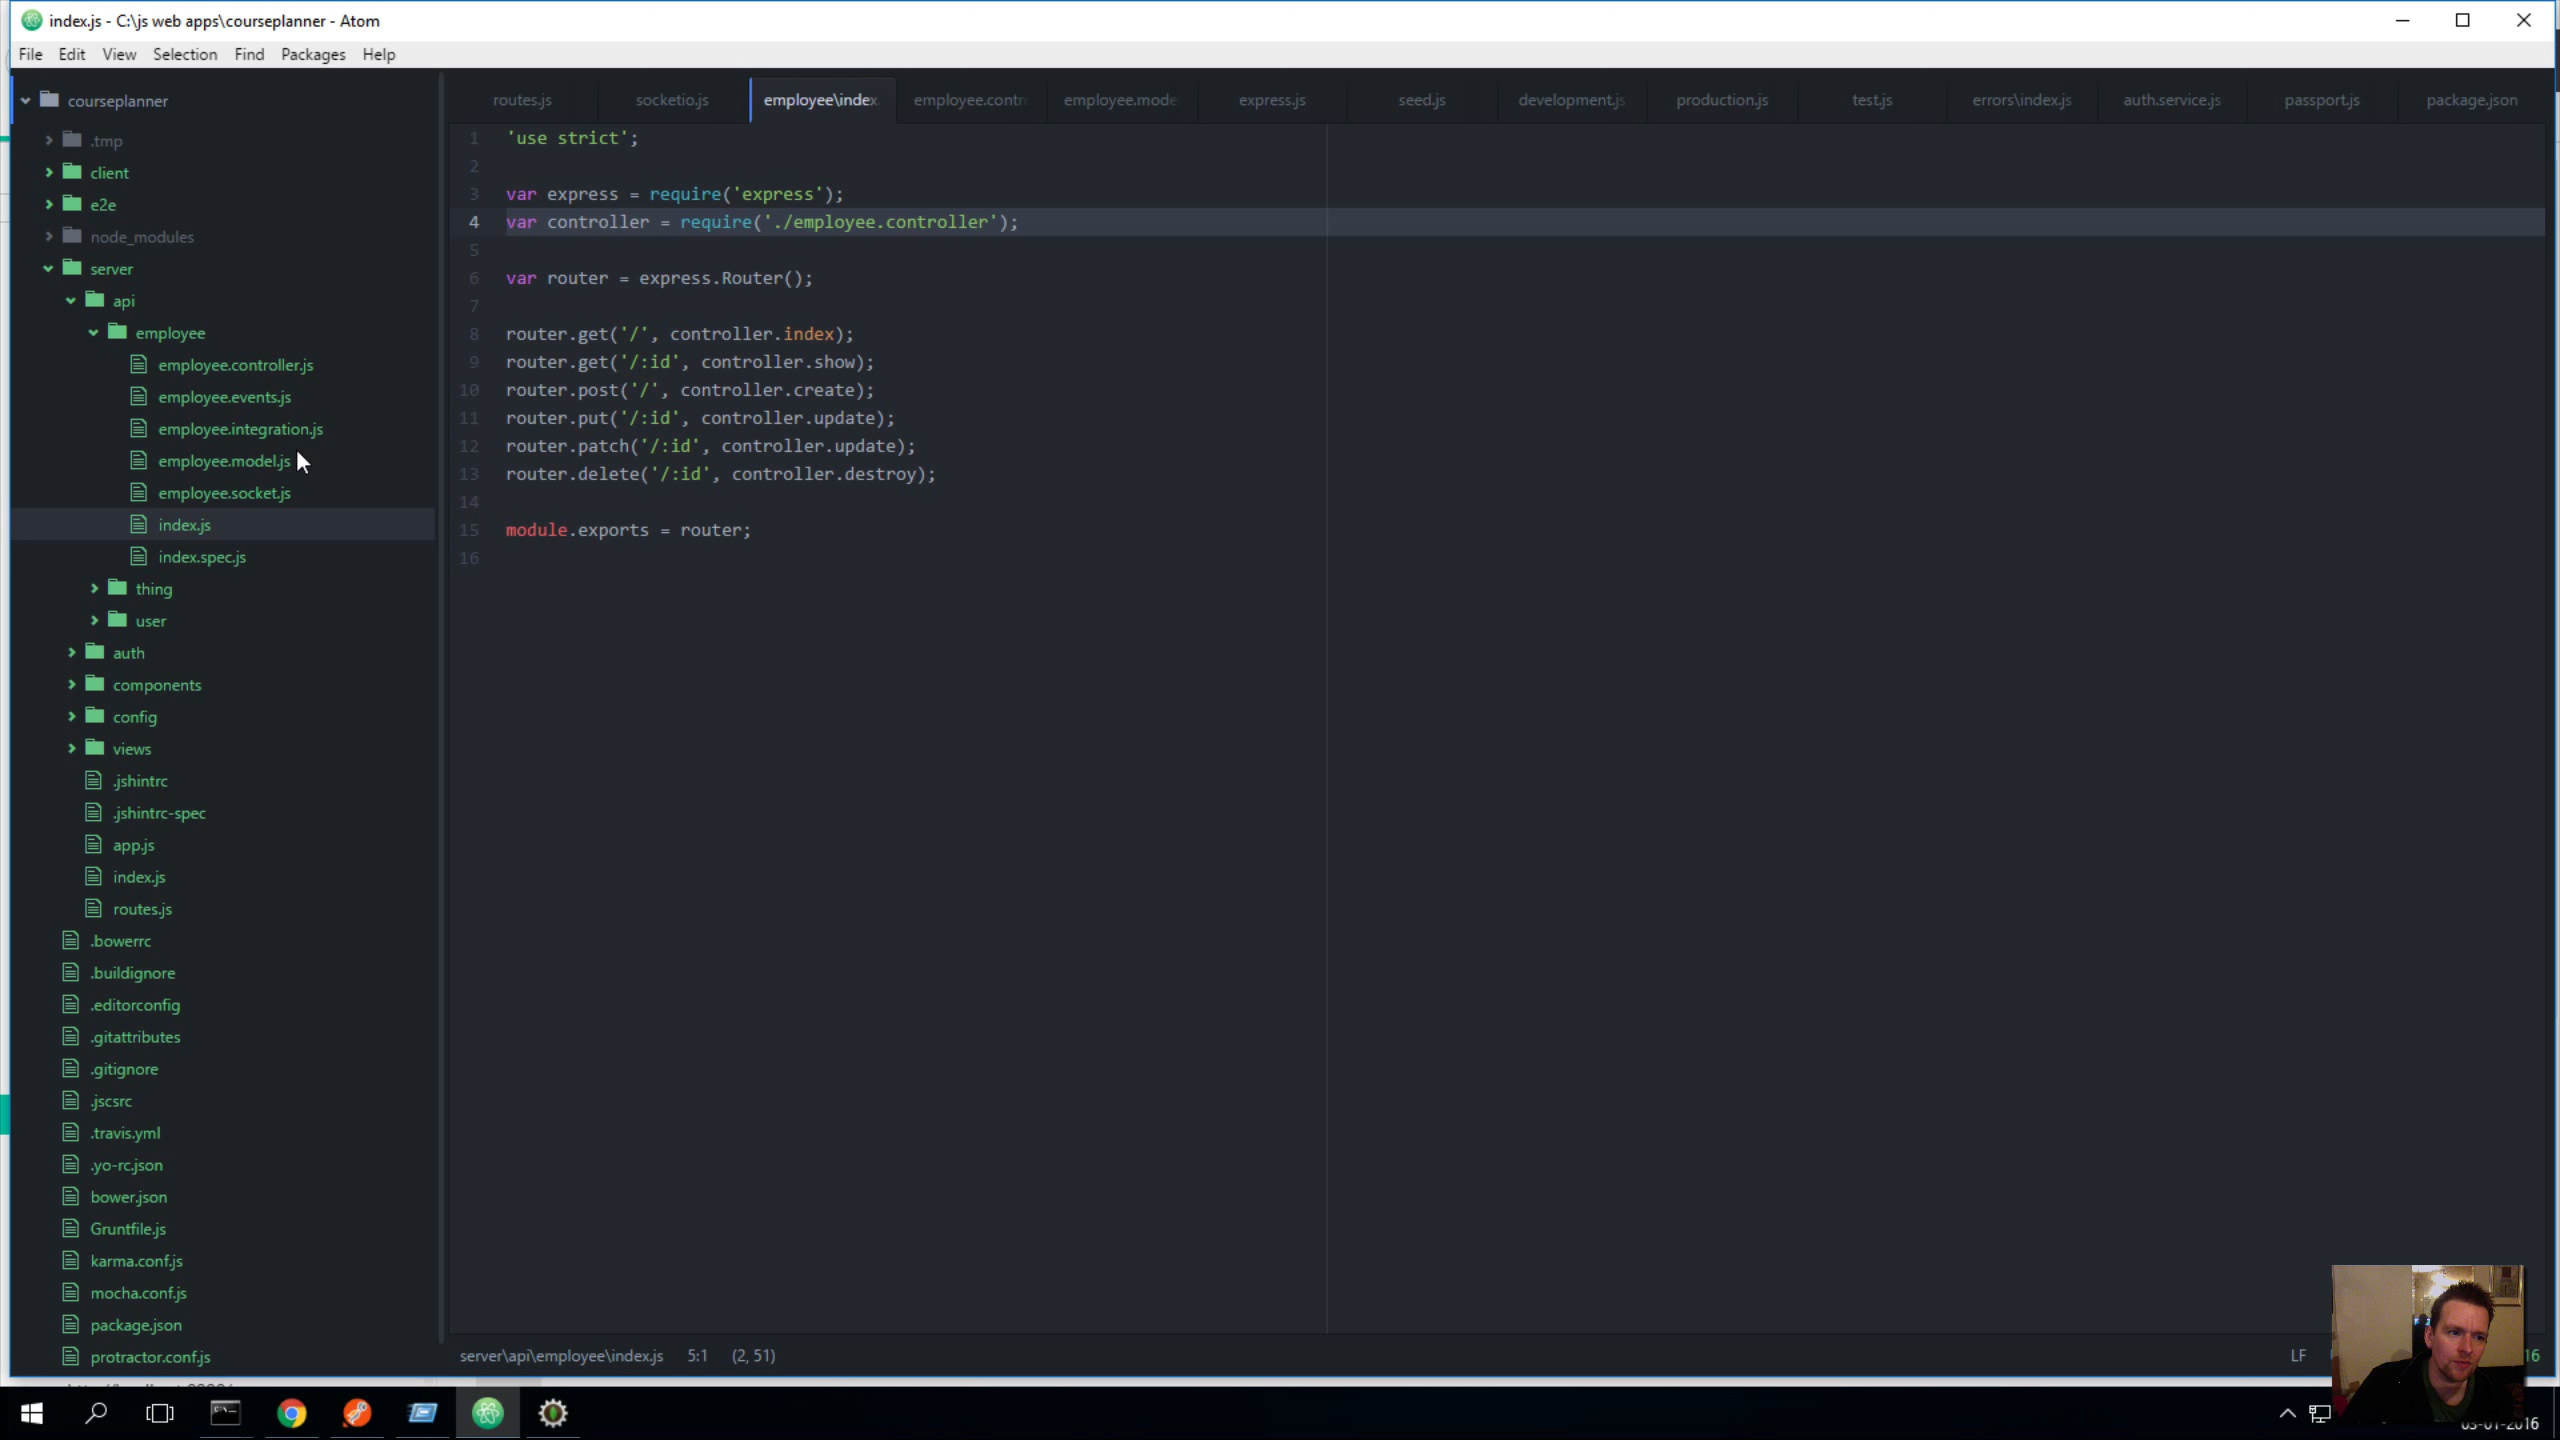 index.js - C:\js web apps\courseplanner - Atom
File Edit View Selection Find Packages Help
courseplanner
.tmp
client
e2e
node_modules
server
api
employee
employee.controller.js
employee.events.js
employee.integration.js
employee.model.js
employee.socket.js
index.js
index.spec.js
thing
user
auth
components
config
views
.jshintrc
.jshintrc-spec
app.js
index.js
routes.js
.bowerrc
.buildignore
.editorconfig
.gitattributes
.gitignore
.jscsrc
.travis.yml
.yo-rc.json
bower.json
Gruntfile.js
karma.conf.js
mocha.conf.js
package.json
protractor.conf.js
routes.js socketio.js employee\index. employee.contr employee.mode express.js seed.js development.js production.js test.js errors\index.js auth.service.js passport.js package.json
1 'use strict';
2
3 var express = require('express');
4 var controller = require('./employee.controller');
5
6 var router = express.Router();
7
8 router.get('/', controller.index);
9 router.get('/:id', controller.show);
10 router.post('/', controller.create);
11 router.put('/:id', controller.update);
12 router.patch('/:id', controller.update);
13 router.delete('/:id', controller.destroy);
14
15 module.exports = router;
16
server\api\employee\index.js 5:1 (2, 51) LF 16
03-01-2016